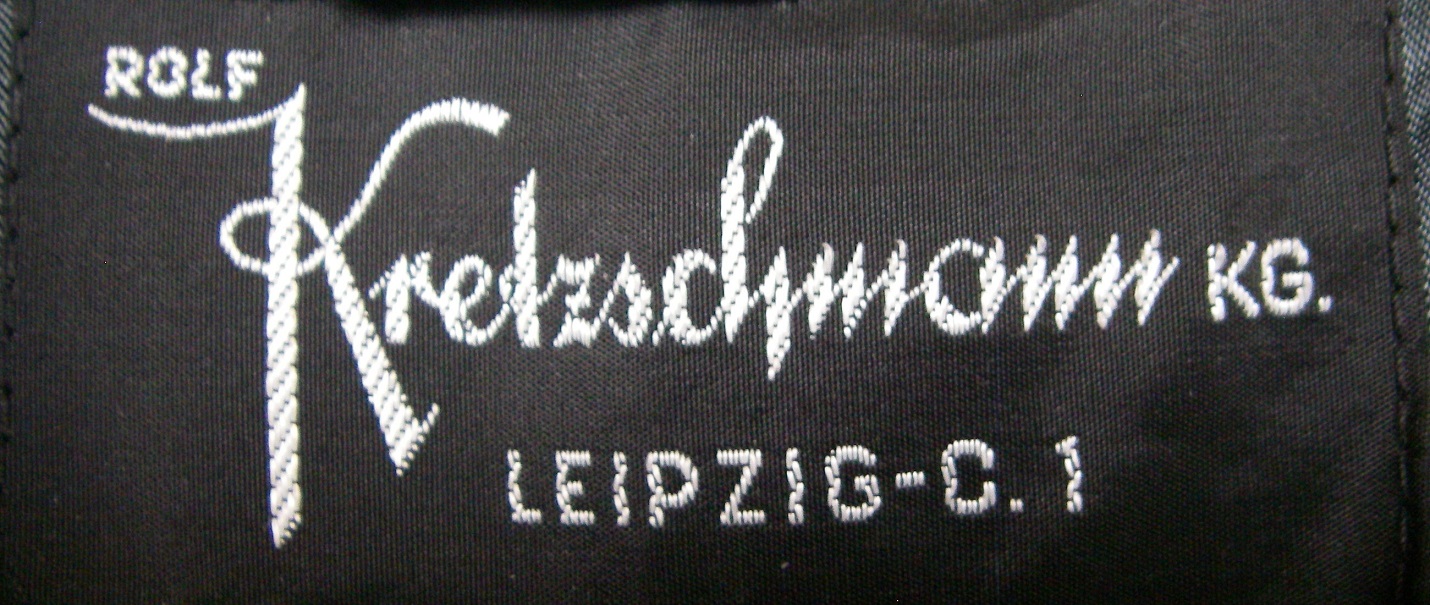 ROLF
Kretzschmann KG.
LEIPZIG-C. 1